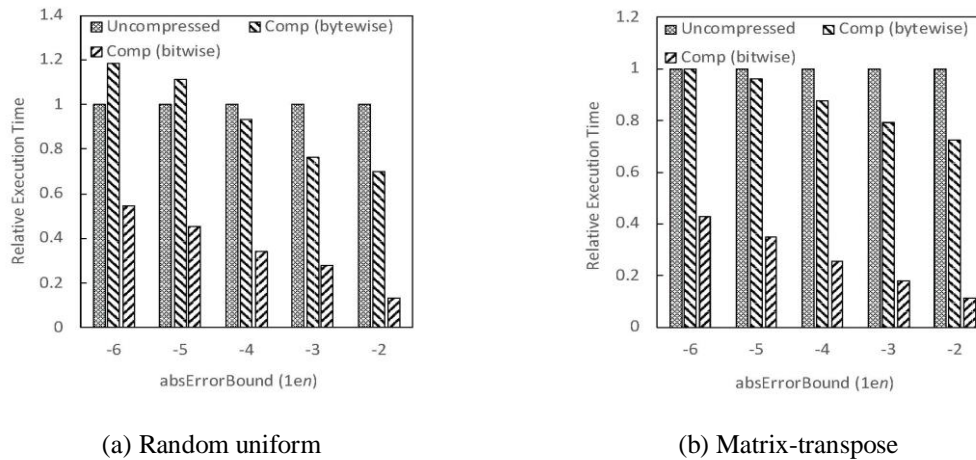 1.4
Uncompressed Comp (bytewise)
Comp (bitwise)
1.2
1
0.8
0.6
0.4
0.2
0
Relative Execution Time
-6 -5 -4 -3 -2
absErrorBound (1en)
(a) Random uniform
1.2
Uncompressed Comp (bytewise)
Comp (bitwise)
1
0.8
0.6
0.4
0.2
0
Relative Execution Time
-6 -5 -4 -3 -2
absErrorBound (1en)
(b) Matrix-transpose